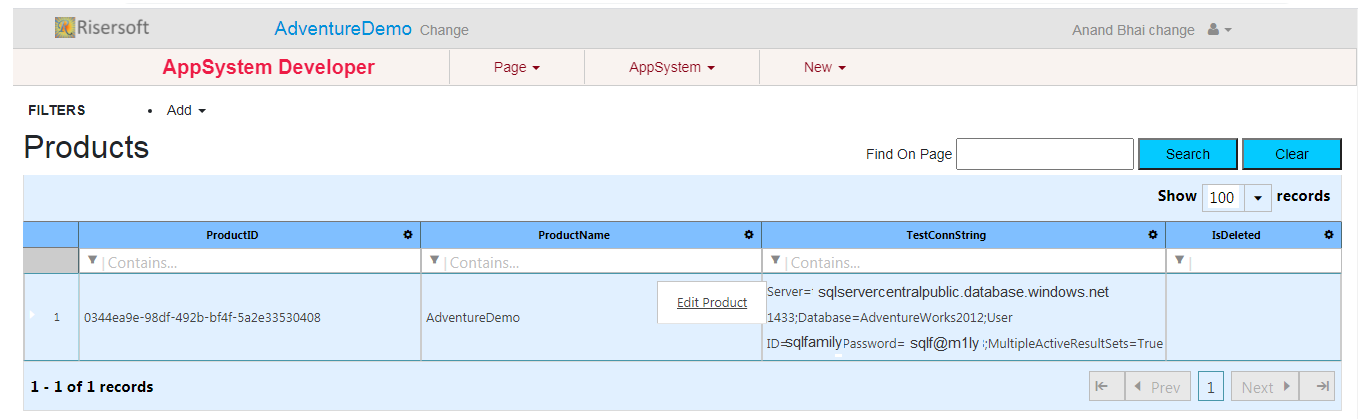 Risersoft AdventureDemo Change Anand Bhai change
AppSystem Developer Page AppSystem New
FILTERS • Add
Products
Find On Page Search Clear
Show 100 records
ProductID ProductName TestConnString IsDeleted
Contains... Contains... Contains...
1 0344ea9e-98df-492b-bf4f-5a2e33530408 AdventureDemo Edit Product Server= sqlservercentralpublic.database.windows.net
1433;Database=AdventureWorks2012;User
ID=sqlfamily Password= sqlf@m1ly ;MultipleActiveResultSets=True
1 - 1 of 1 records Prev 1 Next